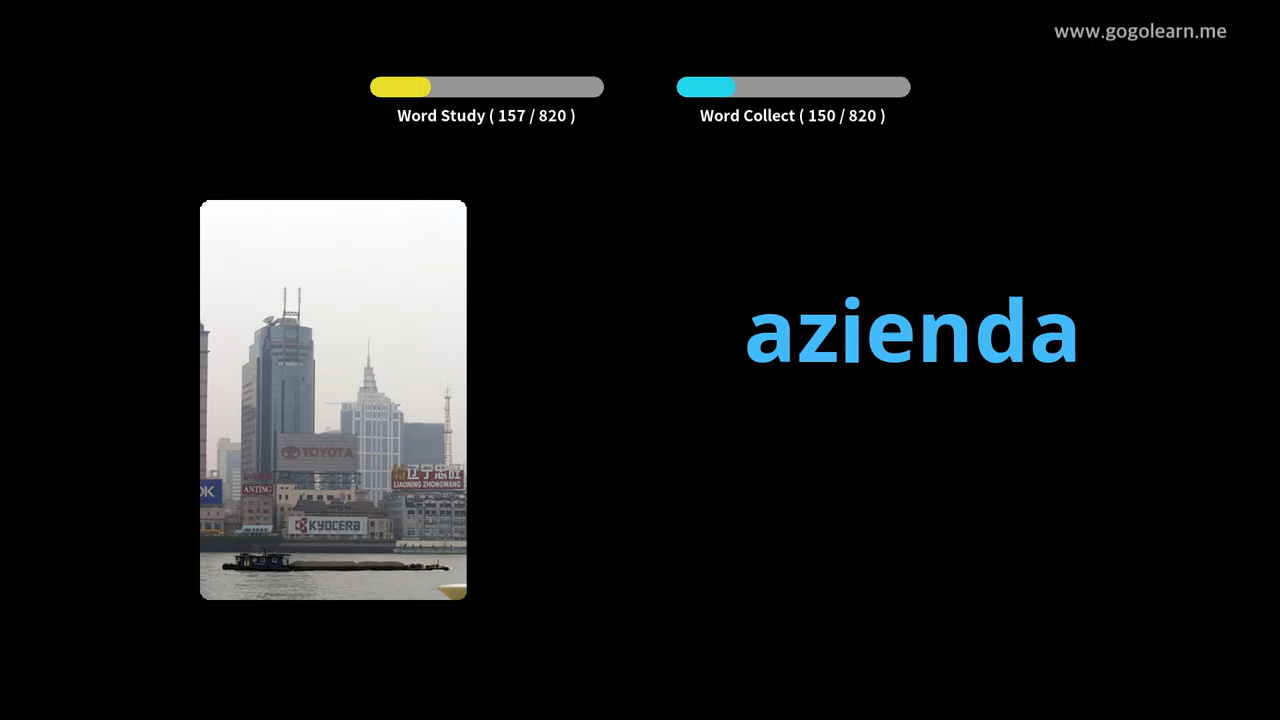 www.gogolearn.me
Word Study ( 157 / 820 )
Word Collect ( 150 / 820 )
azienda
TOYOTA
辽宁忠旺
LIAONING ZHONGWANG
OK
ANTING
KYOCERA